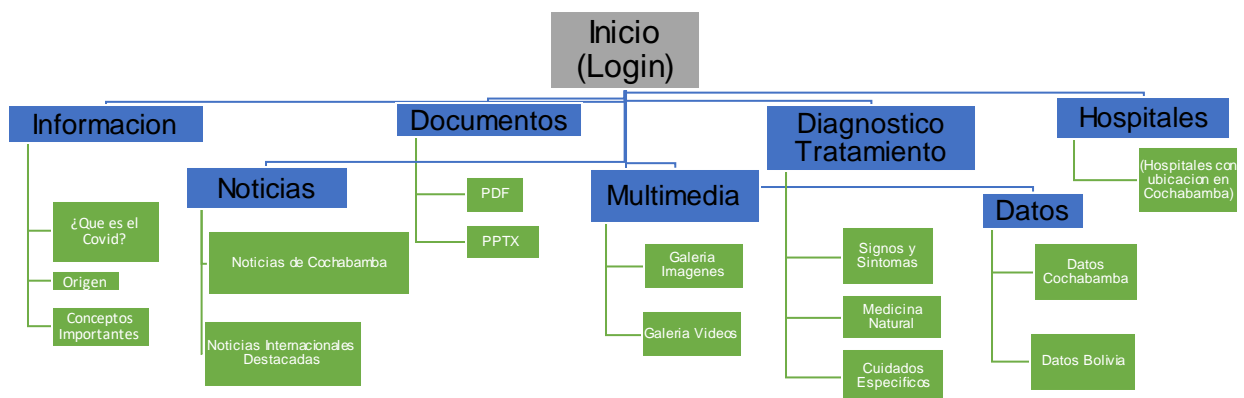 Inicio
(Login)
Informacion
Documentos
Diagnostico
Tratamiento
Hospitales
Noticias
Multimedia
Datos
(Hospitales con
ubicacion en
Cochabamba)
¿Que es el
Covid?
Origen
Conceptos
Importantes
Noticias de Cochabamba
Noticias Internacionales
Destacadas
PDF
PPTX
Galeria
Imagenes
Galeria Videos
Signos y
Sintomas
Medicina
Natural
Cuidados
Especificos
Datos
Cochabamba
Datos Bolivia